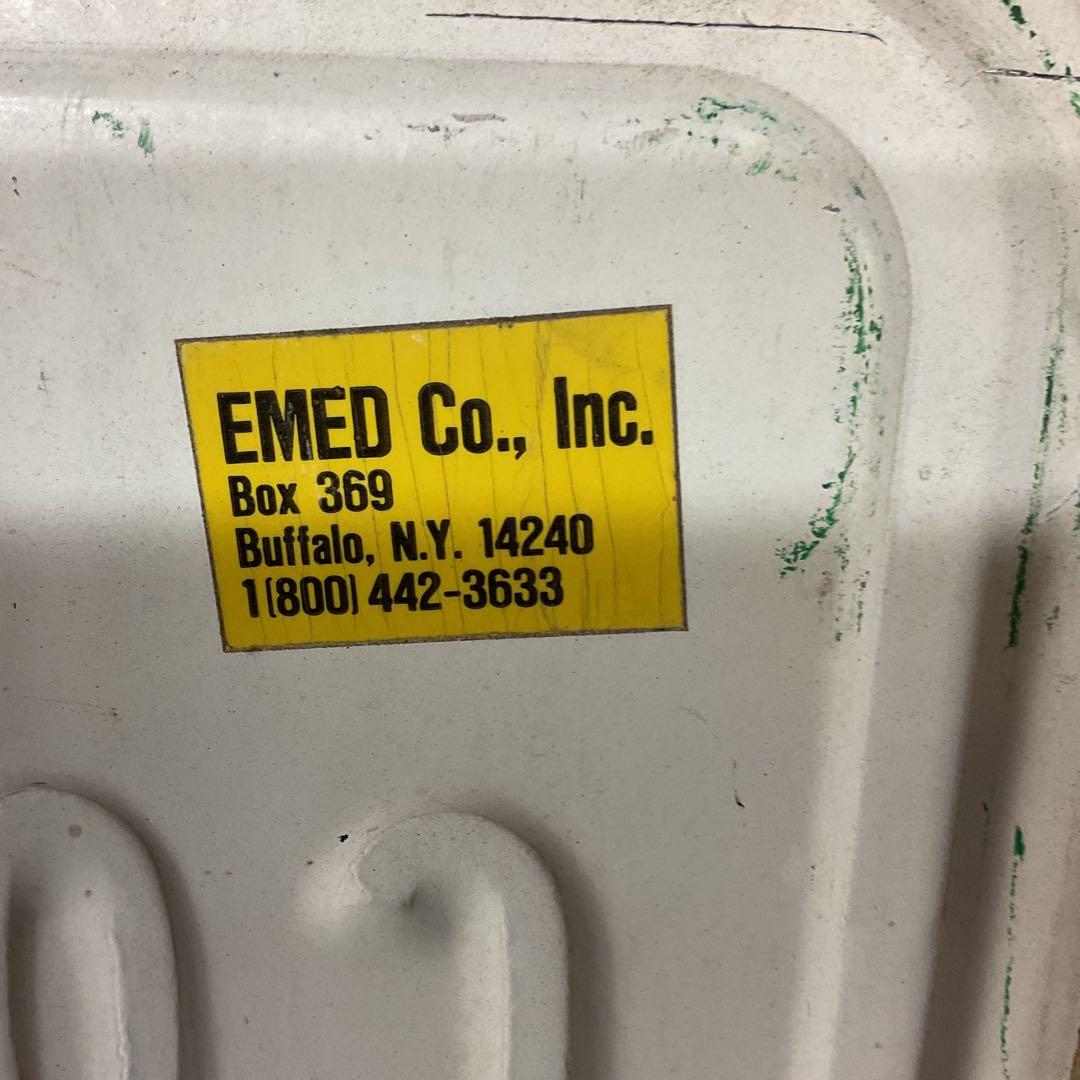 EMED Co., Inc.
Box 369
Buffalo, N.Y. 14240
1(800) 442-3633